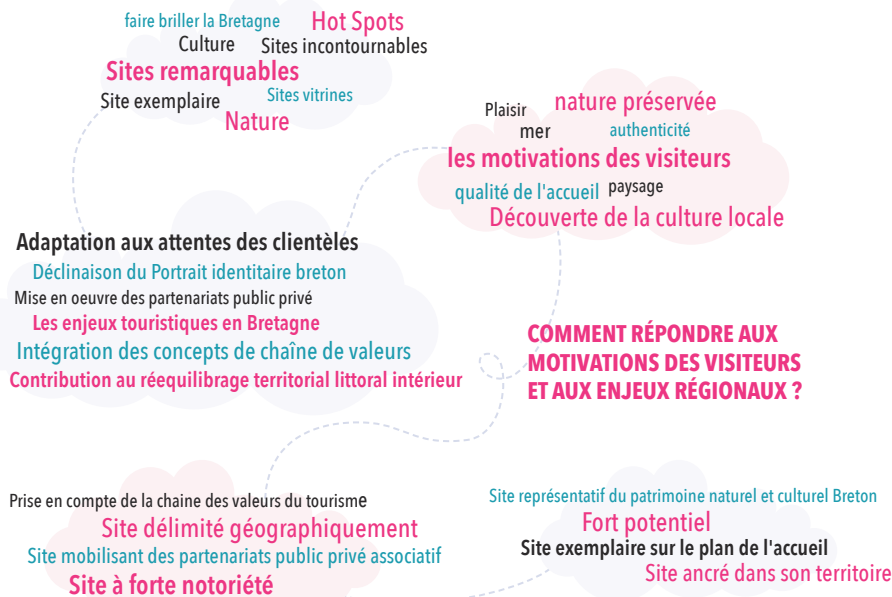 faire briller la Bretagne
Hot Spots
Culture
Sites incontournables
Sites remarquables
Site exemplaire
Sites vitrines
Nature
Plaisir
nature préservée
mer
authenticité
les motivations des visiteurs
qualité de l'accueil
paysage
Découverte de la culture locale
Adaptation aux attentes des clientèles
Déclinaison du Portrait identitaire breton
Mise en oeuvre des partenariats public privé
Les enjeux touristiques en Bretagne
Intégration des concepts de chaîne de valeurs
Contribution au réequilibrage territorial littoral intérieur
COMMENT RÉPONDRE AUX
MOTIVATIONS DES VISITEURS
ET AUX ENJEUX RÉGIONAUX ?
Prise en compte de la chaine des valeurs du tourisme
Site délimité géographiquement
Site mobilisant des partenariats public privé associatif
Site à forte notoriété
Site représentatif du patrimoine naturel et culturel Breton
Fort potentiel
Site exemplaire sur le plan de l'accueil
Site ancré dans son territoire